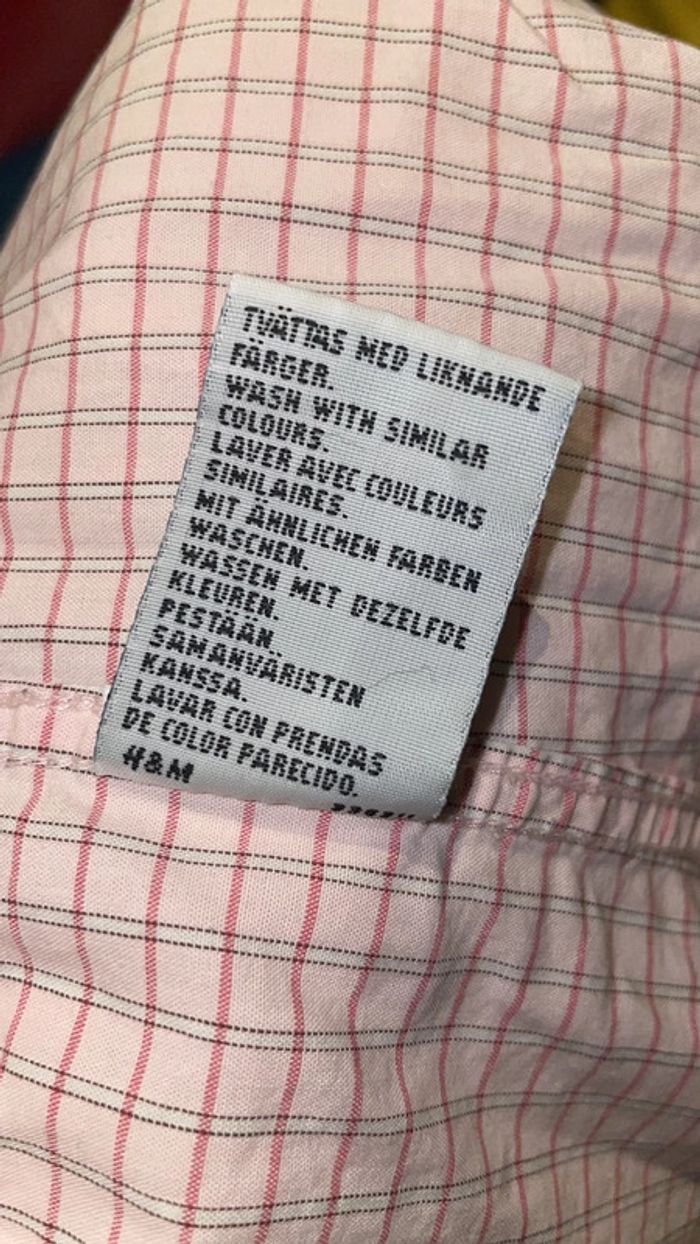 TVÄTTAS MED LIKNANDE
FÄRGER.
WASH WITH SIMILAR
COLOURS.
LAVER AVEC COULEURS
SIMILAIRES.
MIT ÄHNLICHEN FARBEN
WASCHEN.
WASSEN MET DEZELFDE
KLEUREN.
PESTÄÄN
SAMANVÄRISTEN
KANSSA.
LAVAR CON PRENDAS
DE COLOR PARECIDO.
H&M